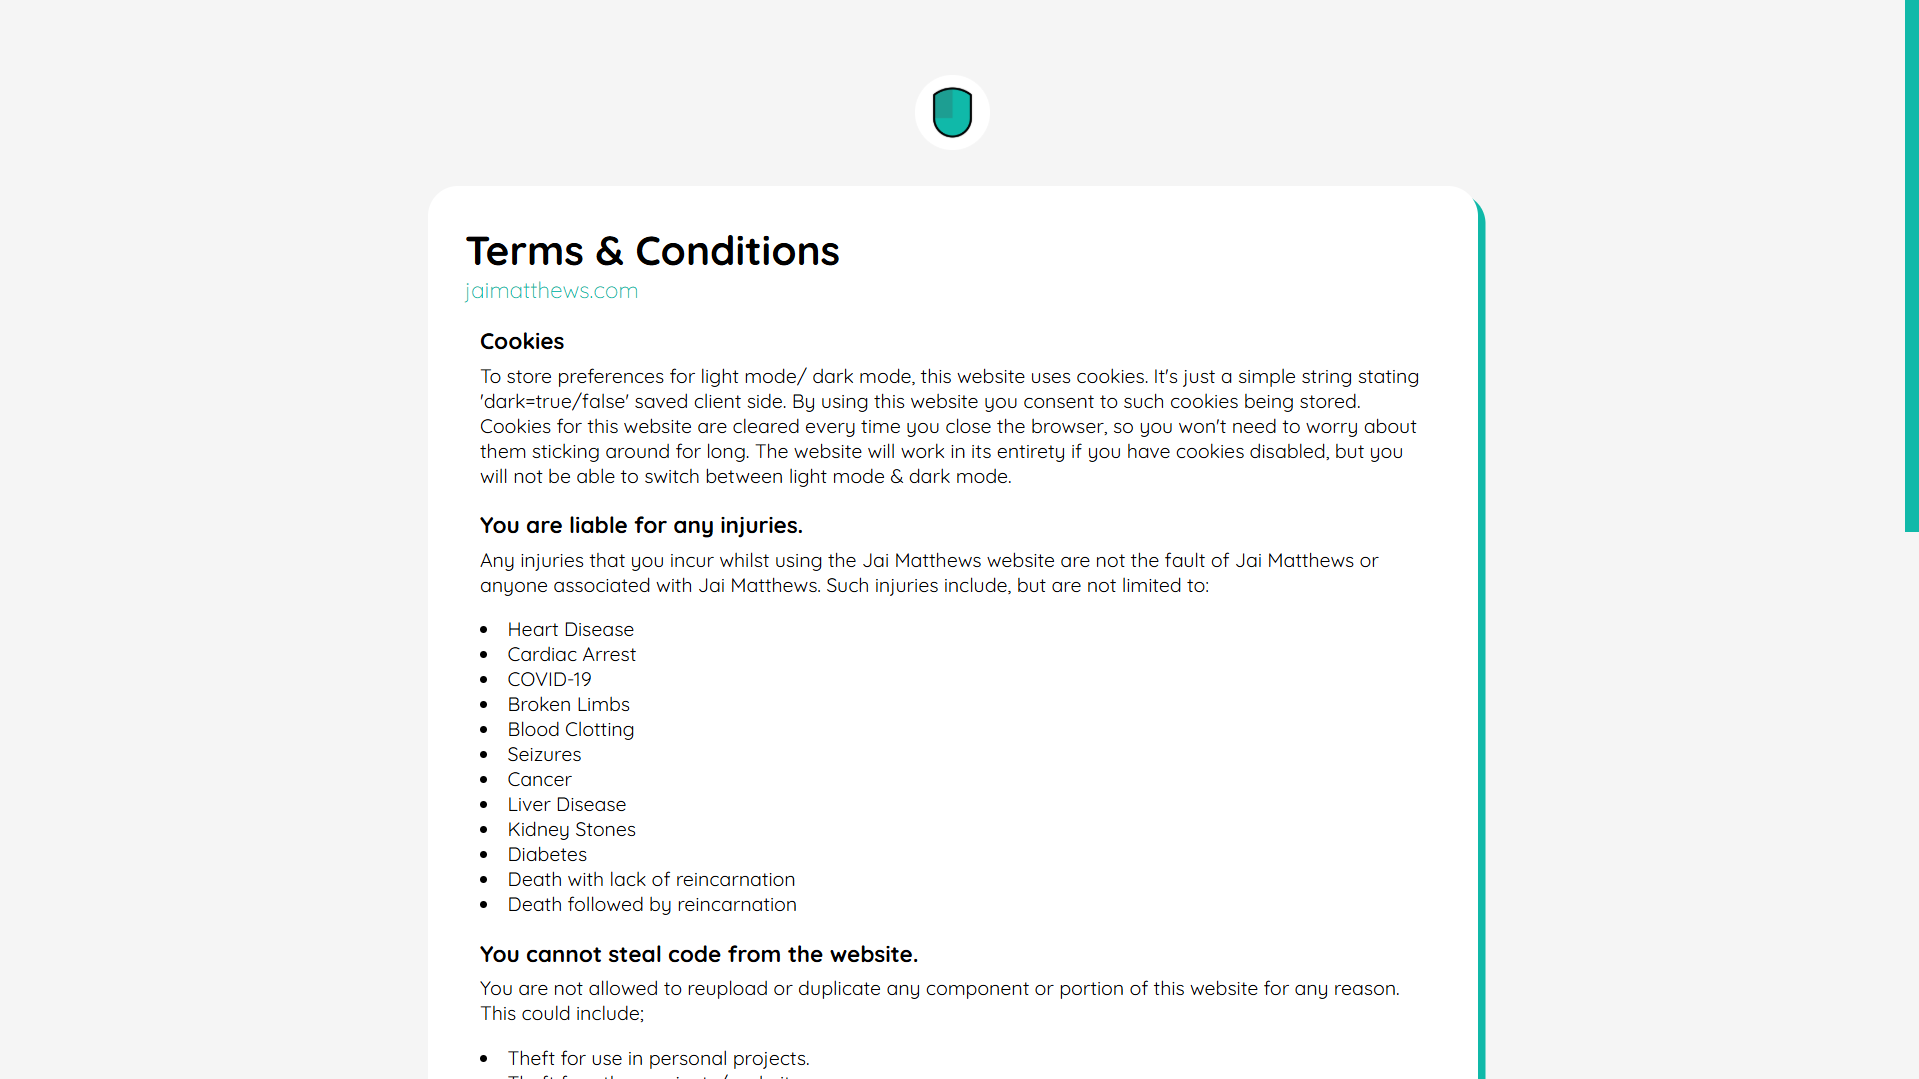 Terms & Conditions
jaimatthews.com
Cookies
To store preferences for light mode/ dark mode, this website uses cookies. It's just a simple string stating
'dark=true/false' saved client side. By using this website you consent to such cookies being stored.
Cookies for this website are cleared every time you close the browser, so you won't need to worry about
them sticking around for long. The website will work in its entirety if you have cookies disabled, but you
will not be able to switch between light mode & dark mode.
You are liable for any injuries.
Any injuries that you incur whilst using the Jai Matthews website are not the fault of Jai Matthews or
anyone associated with Jai Matthews. Such injuries include, but are not limited to:
Heart Disease
Cardiac Arrest
COVID-19
Broken Limbs
Blood Clotting
Seizures
Cancer
Liver Disease
Kidney Stones
Diabetes
Death with lack of reincarnation
Death followed by reincarnation
You cannot steal code from the website.
You are not allowed to reupload or duplicate any component or portion of this website for any reason.
This could include;
Theft for use in personal projects.